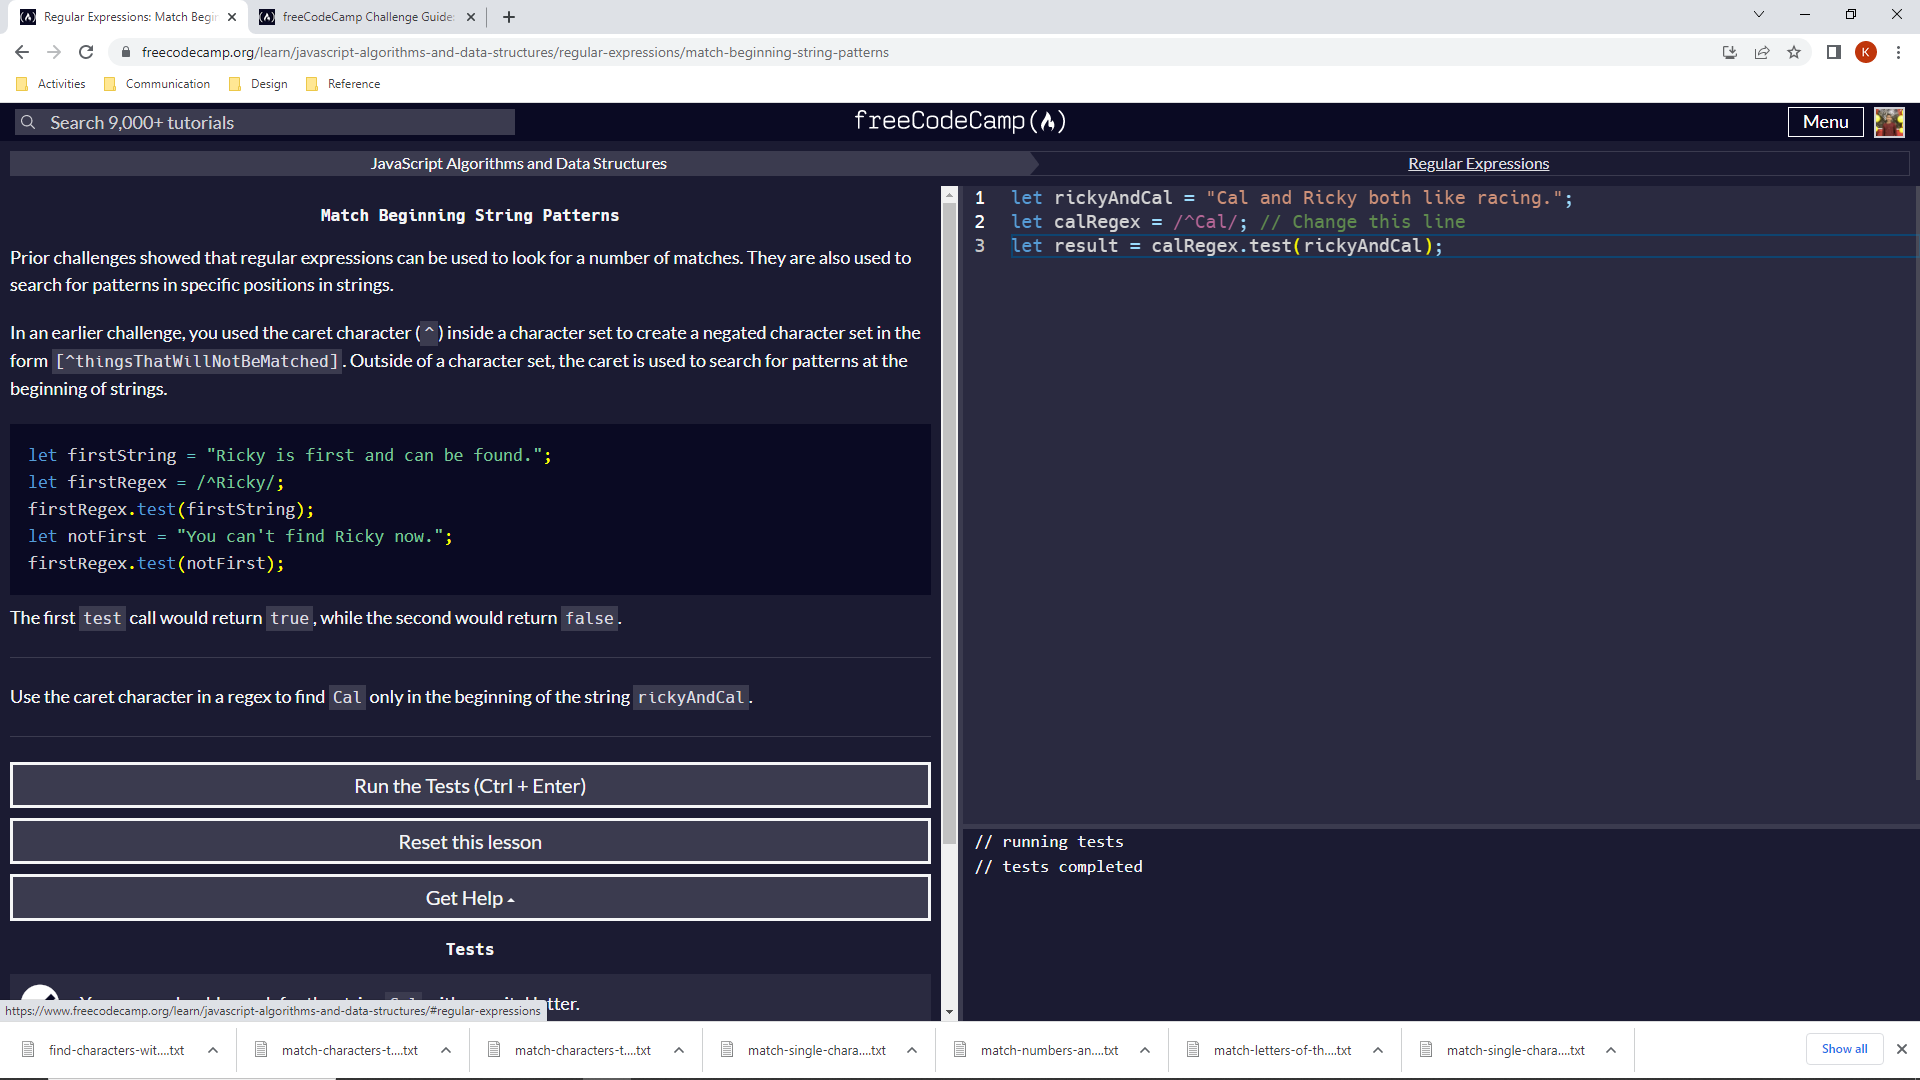 Regular Expressions: Match Begin
freeCodeCamp Challenge Guide:
freecodecamp.org/learn/javascript-algorithms-and-data-structures/regular-expressions/match-beginning-string-patterns
K
Activities
Communication
Design
Reference
Search 9,000+ tutorials
freeCodeCamp
Menu
JavaScript Algorithms and Data Structures
Regular Expressions
Match Beginning String Patterns
Prior challenges showed that regular expressions can be used to look for a number of matches. They are also used to
search for patterns in specific positions in strings.
In an earlier challenge, you used the caret character (^) inside a character set to create a negated character set in the
form [^thingsThatWillNotBeMatched]. Outside of a character set, the caret is used to search for patterns at the
beginning of strings.
let firstString = "Ricky is first and can be found.";
let firstRegex = /^Ricky/;
firstRegex.test(firstString);
let notFirst = "You can't find Ricky now.";
firstRegex.test(notFirst);
The first test call would return true, while the second would return false.
Use the caret character in a regex to find Cal only in the beginning of the string rickyAndCal.
Run the Tests (Ctrl + Enter)
Reset this lesson
Get Help
Tests
tter.
https://www.freecodecamp.org/learn/javascript-algorithms-and-data-structures/#regular-expressions
1 let rickyAndCal = "Cal and Ricky both like racing.";
2 let calRegex = /^Cal/; // Change this line
3 let result = calRegex.test(rickyAndCal);
// running tests
// tests completed
find-characters-wit....txt
match-characters-t....txt
match-characters-t....txt
match-single-chara....txt
match-numbers-an....txt
match-letters-of-th....txt
match-single-chara....txt
Show all